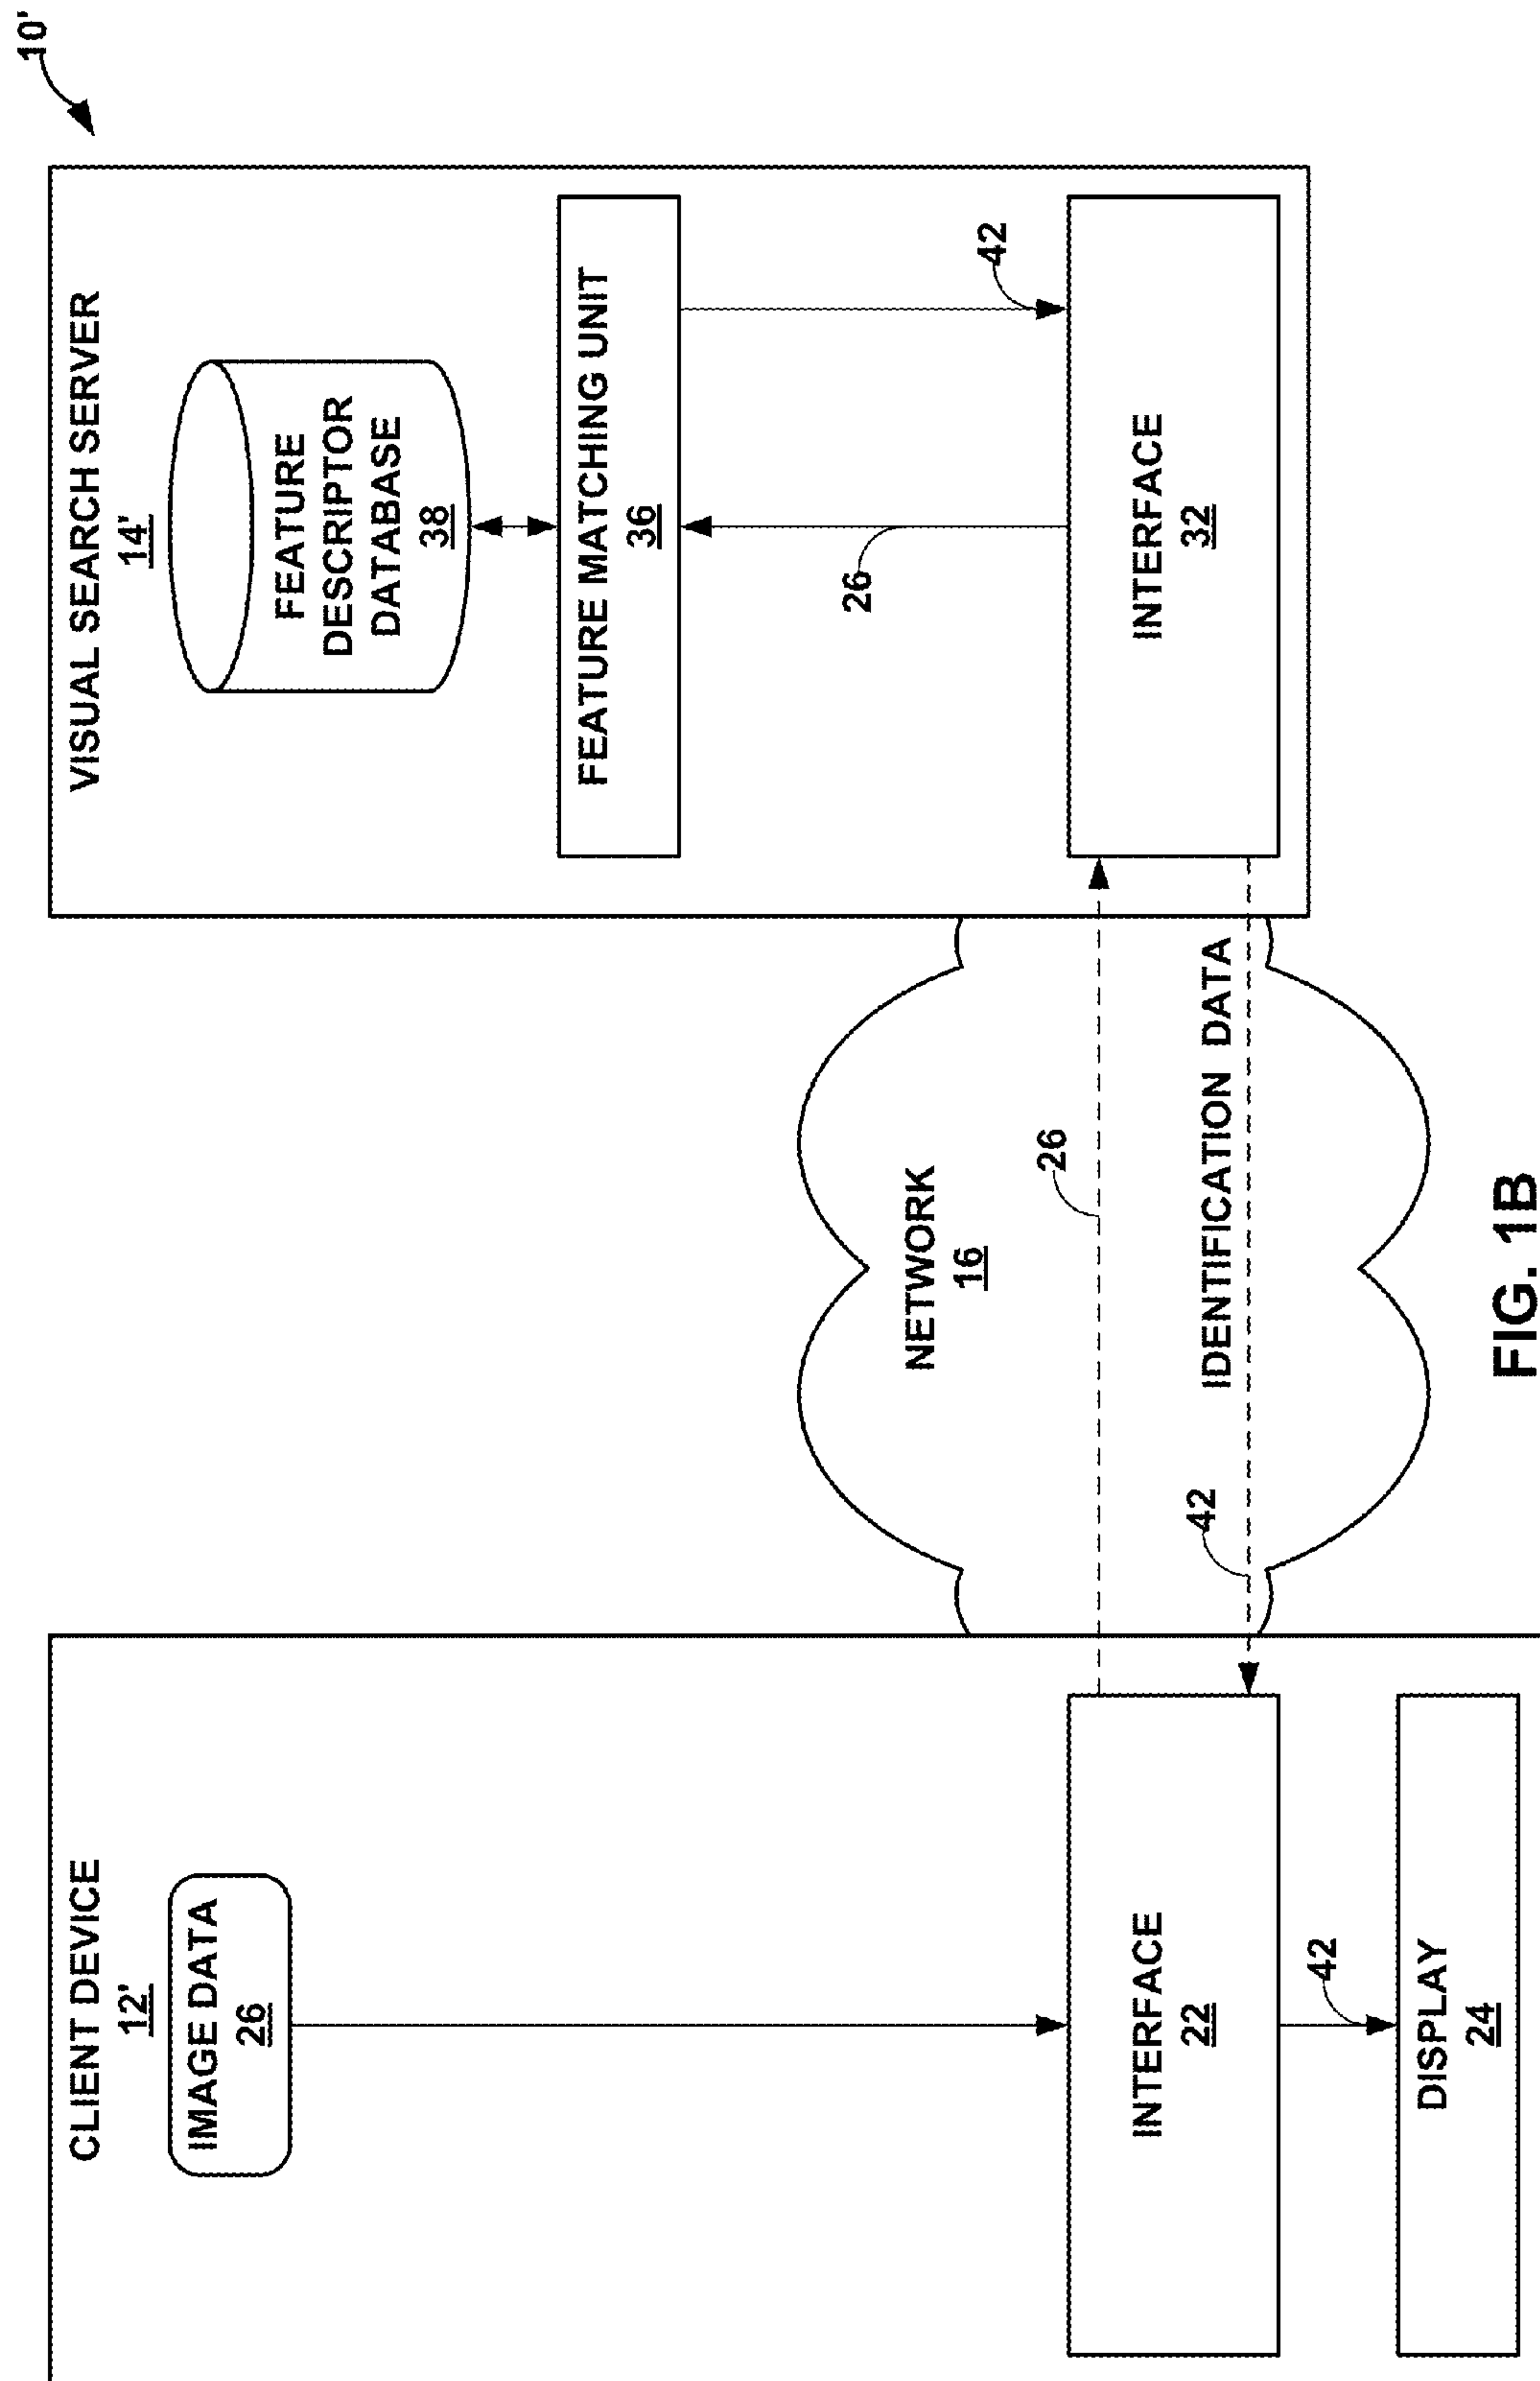 10'
CLIENT DEVICE
12'
IMAGE DATA
26
INTERFACE
22
42
DISPLAY
24
NETWORK
16
26
IDENTIFICATION DATA
42
VISUAL SEARCH SERVER
14'
FEATURE
DESCRIPTOR
DATABASE
38
FEATURE MATCHING UNIT
36
26
42
INTERFACE
32
FIG. 1B